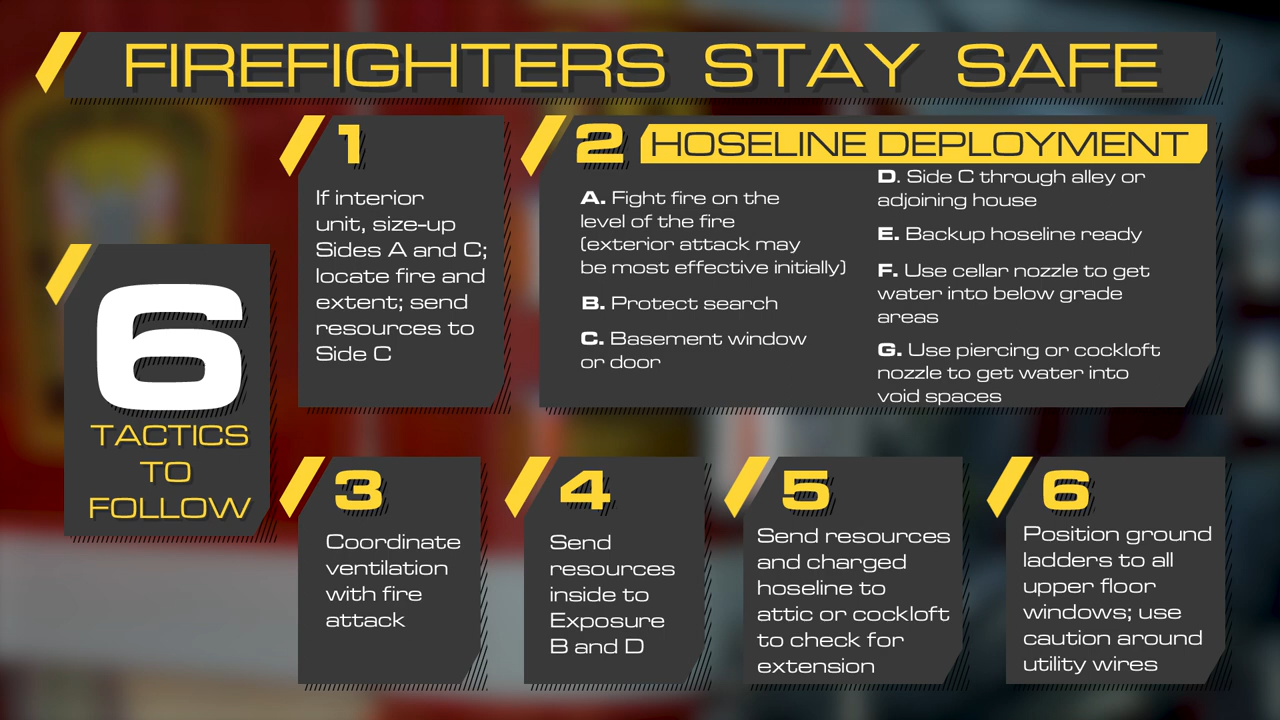 FIREFIGHTERS STAY SAFE
6
TACTICS
TO
FOLLOW
1
If interior
unit, size-up
Sides A and C;
locate fire and
extent; send
resources to
Side C
2 HOSELINE DEPLOYMENT
A. Fight fire on the
level of the fire
(exterior attack may
be most effective initially)
B. Protect search
C. Basement window
or door
D. Side C through alley or
adjoining house
E. Backup hoseline ready
F. Use cellar nozzle to get
water into below grade
areas
G. Use piercing or cockloft
nozzle to get water into
void spaces
3
Coordinate
ventilation
with fire
attack
4
Send
resources
inside to
Exposure
B and D
5
Send resources
and charged
hoseline to
attic or cockloft
to check for
extension
6
Position ground
ladders to all
upper floor
windows; use
caution around
utility wires